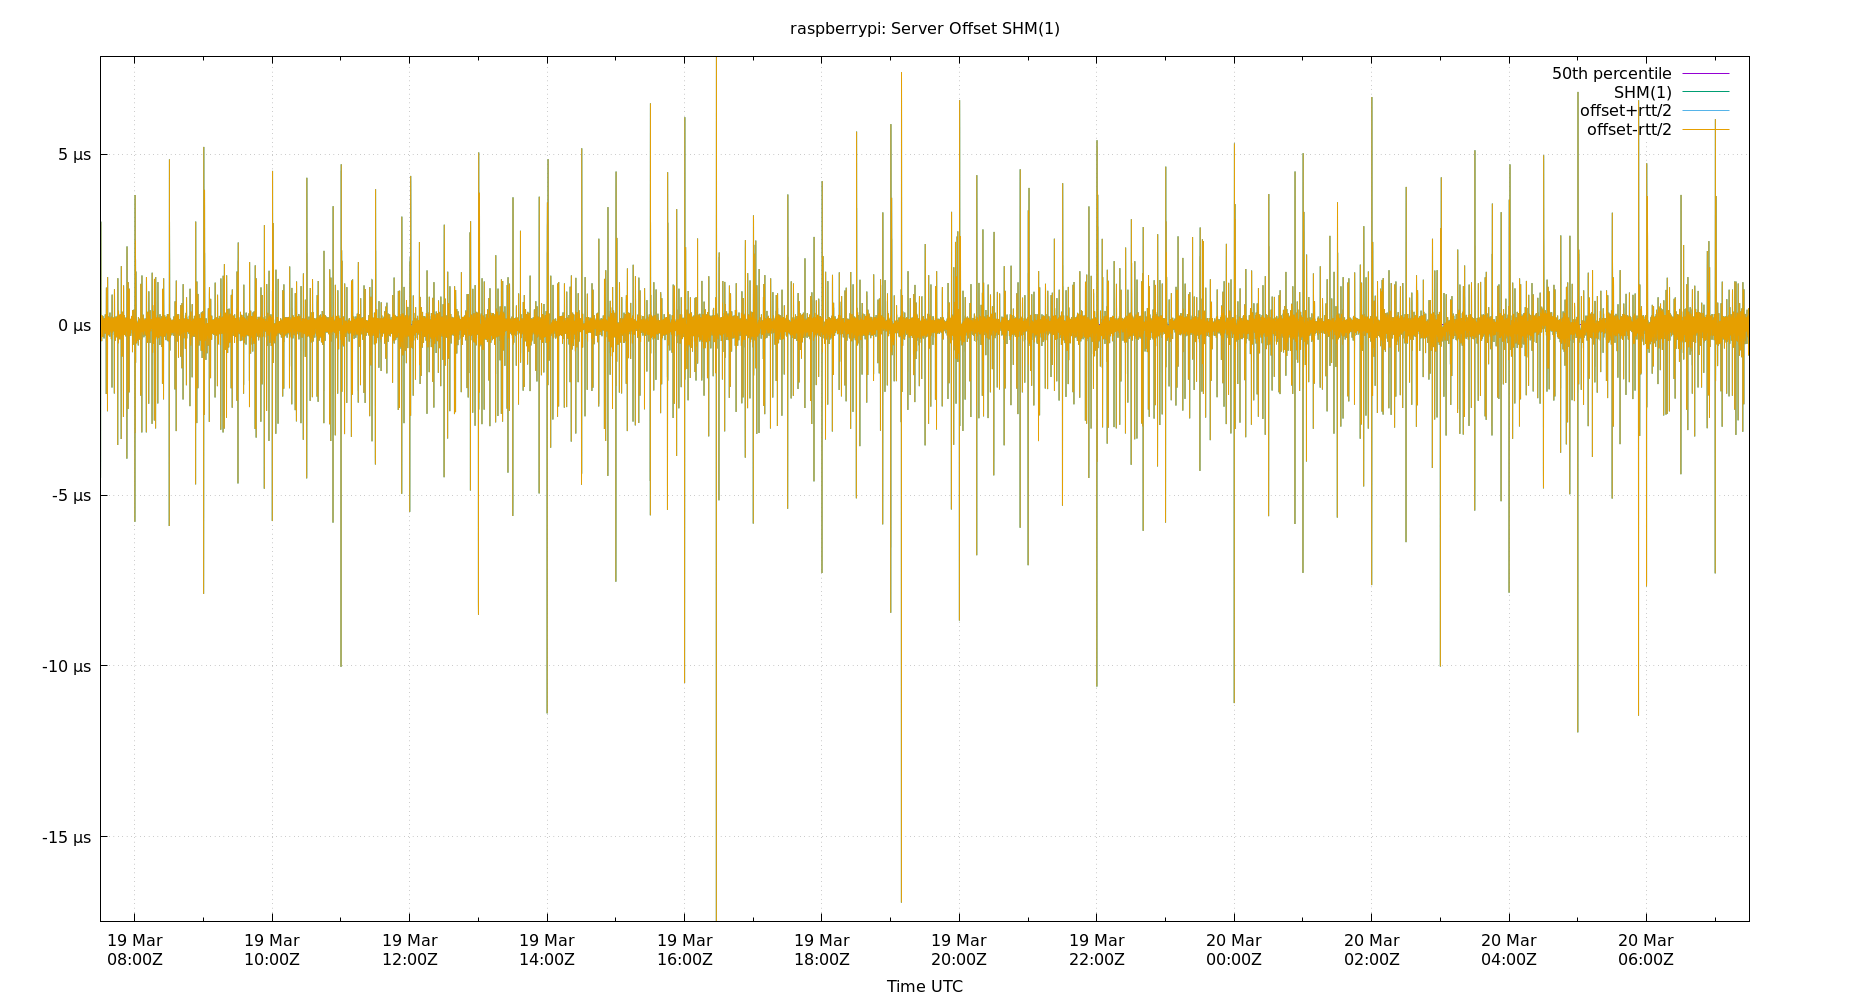 raspberrypi: Server Offset SHM(1)
50th percentile
SHM(1)
offset+rtt/2
offset-rtt/2
5 µs
0 µs
-5 µs
-10 µs
-15 µs
19 Mar 19 Mar 19 Mar 19 Mar 19 Mar 19 Mar 19 Mar 19 Mar 20 Mar 20 Mar 20 Mar 20 Mar
08:00Z 10:00Z 12:00Z 14:00Z 16:00Z 18:00Z 20:00Z 22:00Z 00:00Z 02:00Z 04:00Z 06:00Z
Time UTC